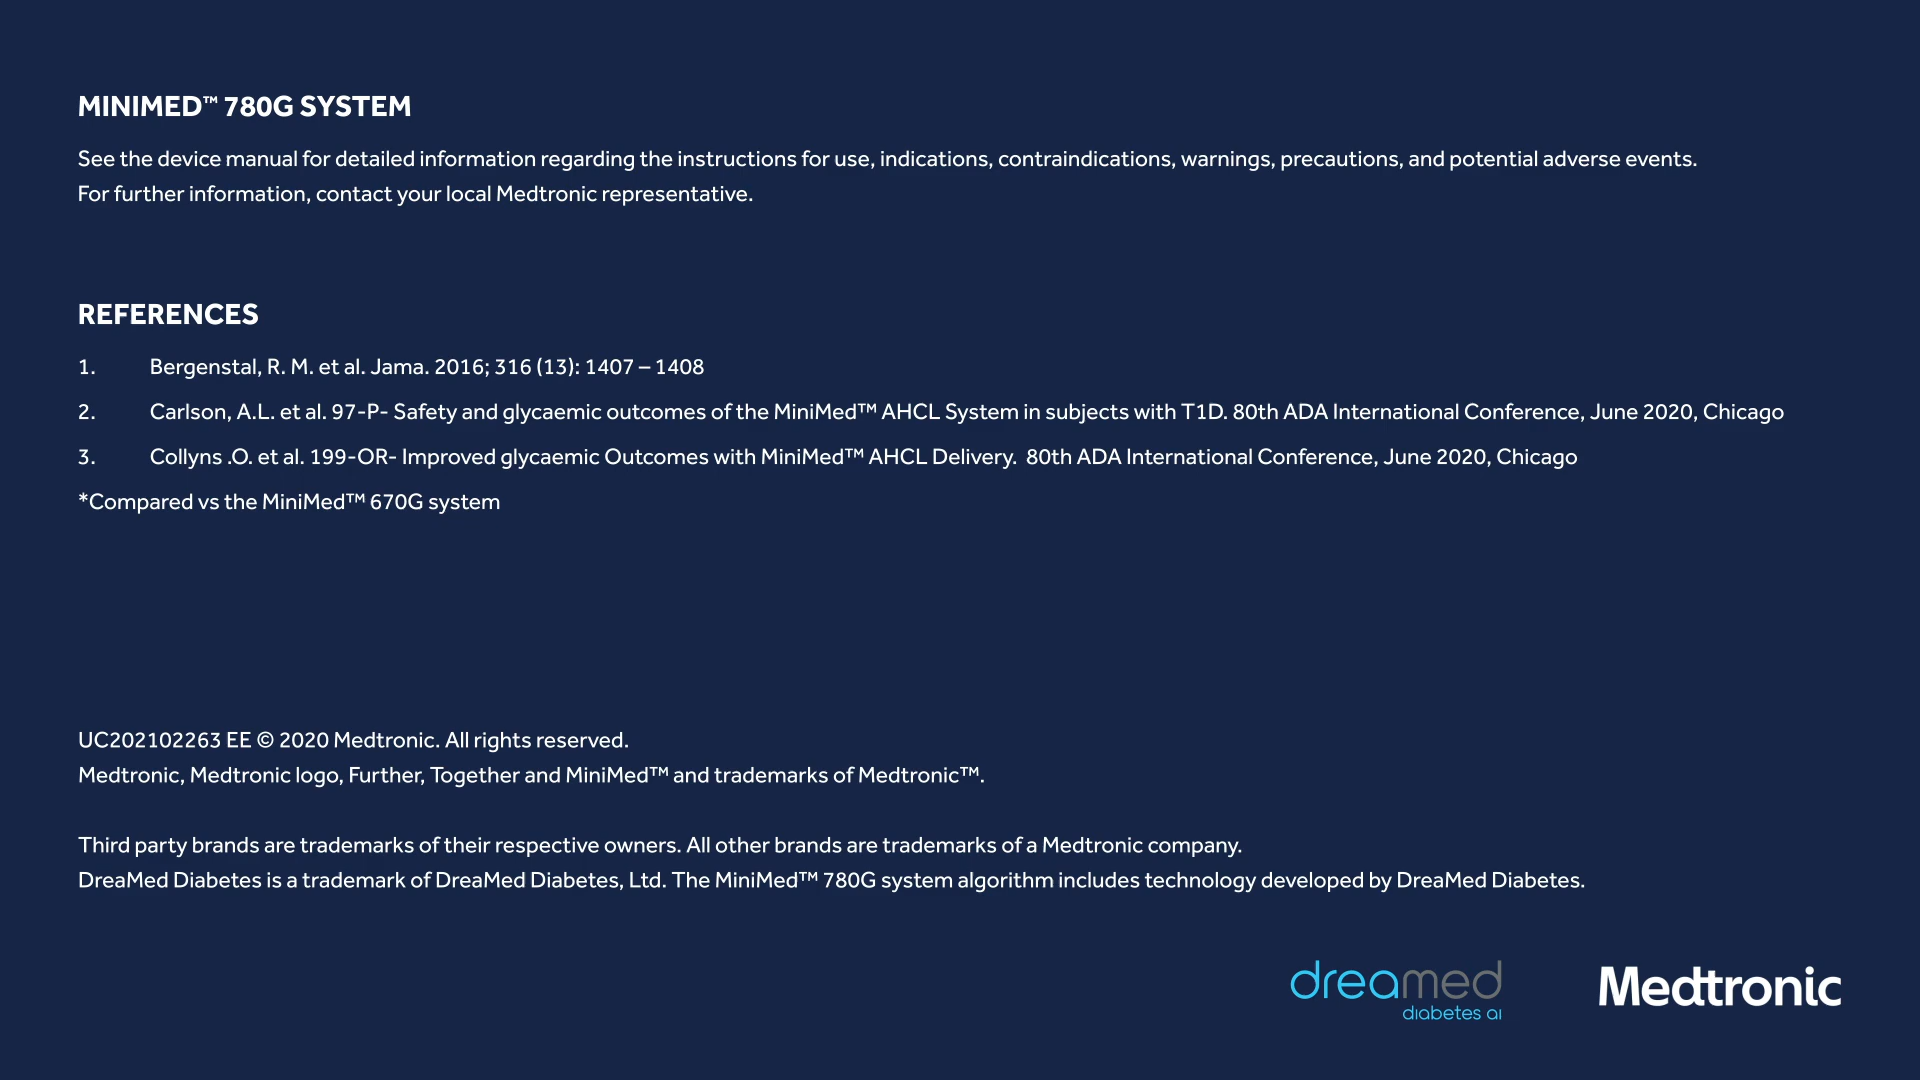 MINIMED™ 780G SYSTEM
See the device manual for detailed information regarding the instructions for use, indications, contraindications, warnings, precautions, and potential adverse events.
For further information, contact your local Medtronic representative.
REFERENCES
1. Bergenstal, R. M. et al. Jama. 2016; 316 (13): 1407 – 1408
2. Carlson, A.L. et al. 97-P- Safety and glycaemic outcomes of the MiniMed™ AHCL System in subjects with T1D. 80th ADA International Conference, June 2020, Chicago
3. Collyns .O. et al. 199-OR- Improved glycaemic Outcomes with MiniMed™ AHCL Delivery.  80th ADA International Conference, June 2020, Chicago
*Compared vs the MiniMed™ 670G system
UC202102263 EE © 2020 Medtronic. All rights reserved.
Medtronic, Medtronic logo, Further, Together and MiniMed™ and trademarks of Medtronic™.
Third party brands are trademarks of their respective owners. All other brands are trademarks of a Medtronic company.
DreaMed Diabetes is a trademark of DreaMed Diabetes, Ltd. The MiniMed™ 780G system algorithm includes technology developed by DreaMed Diabetes.
dreamed
diabetes ai
Medtronic